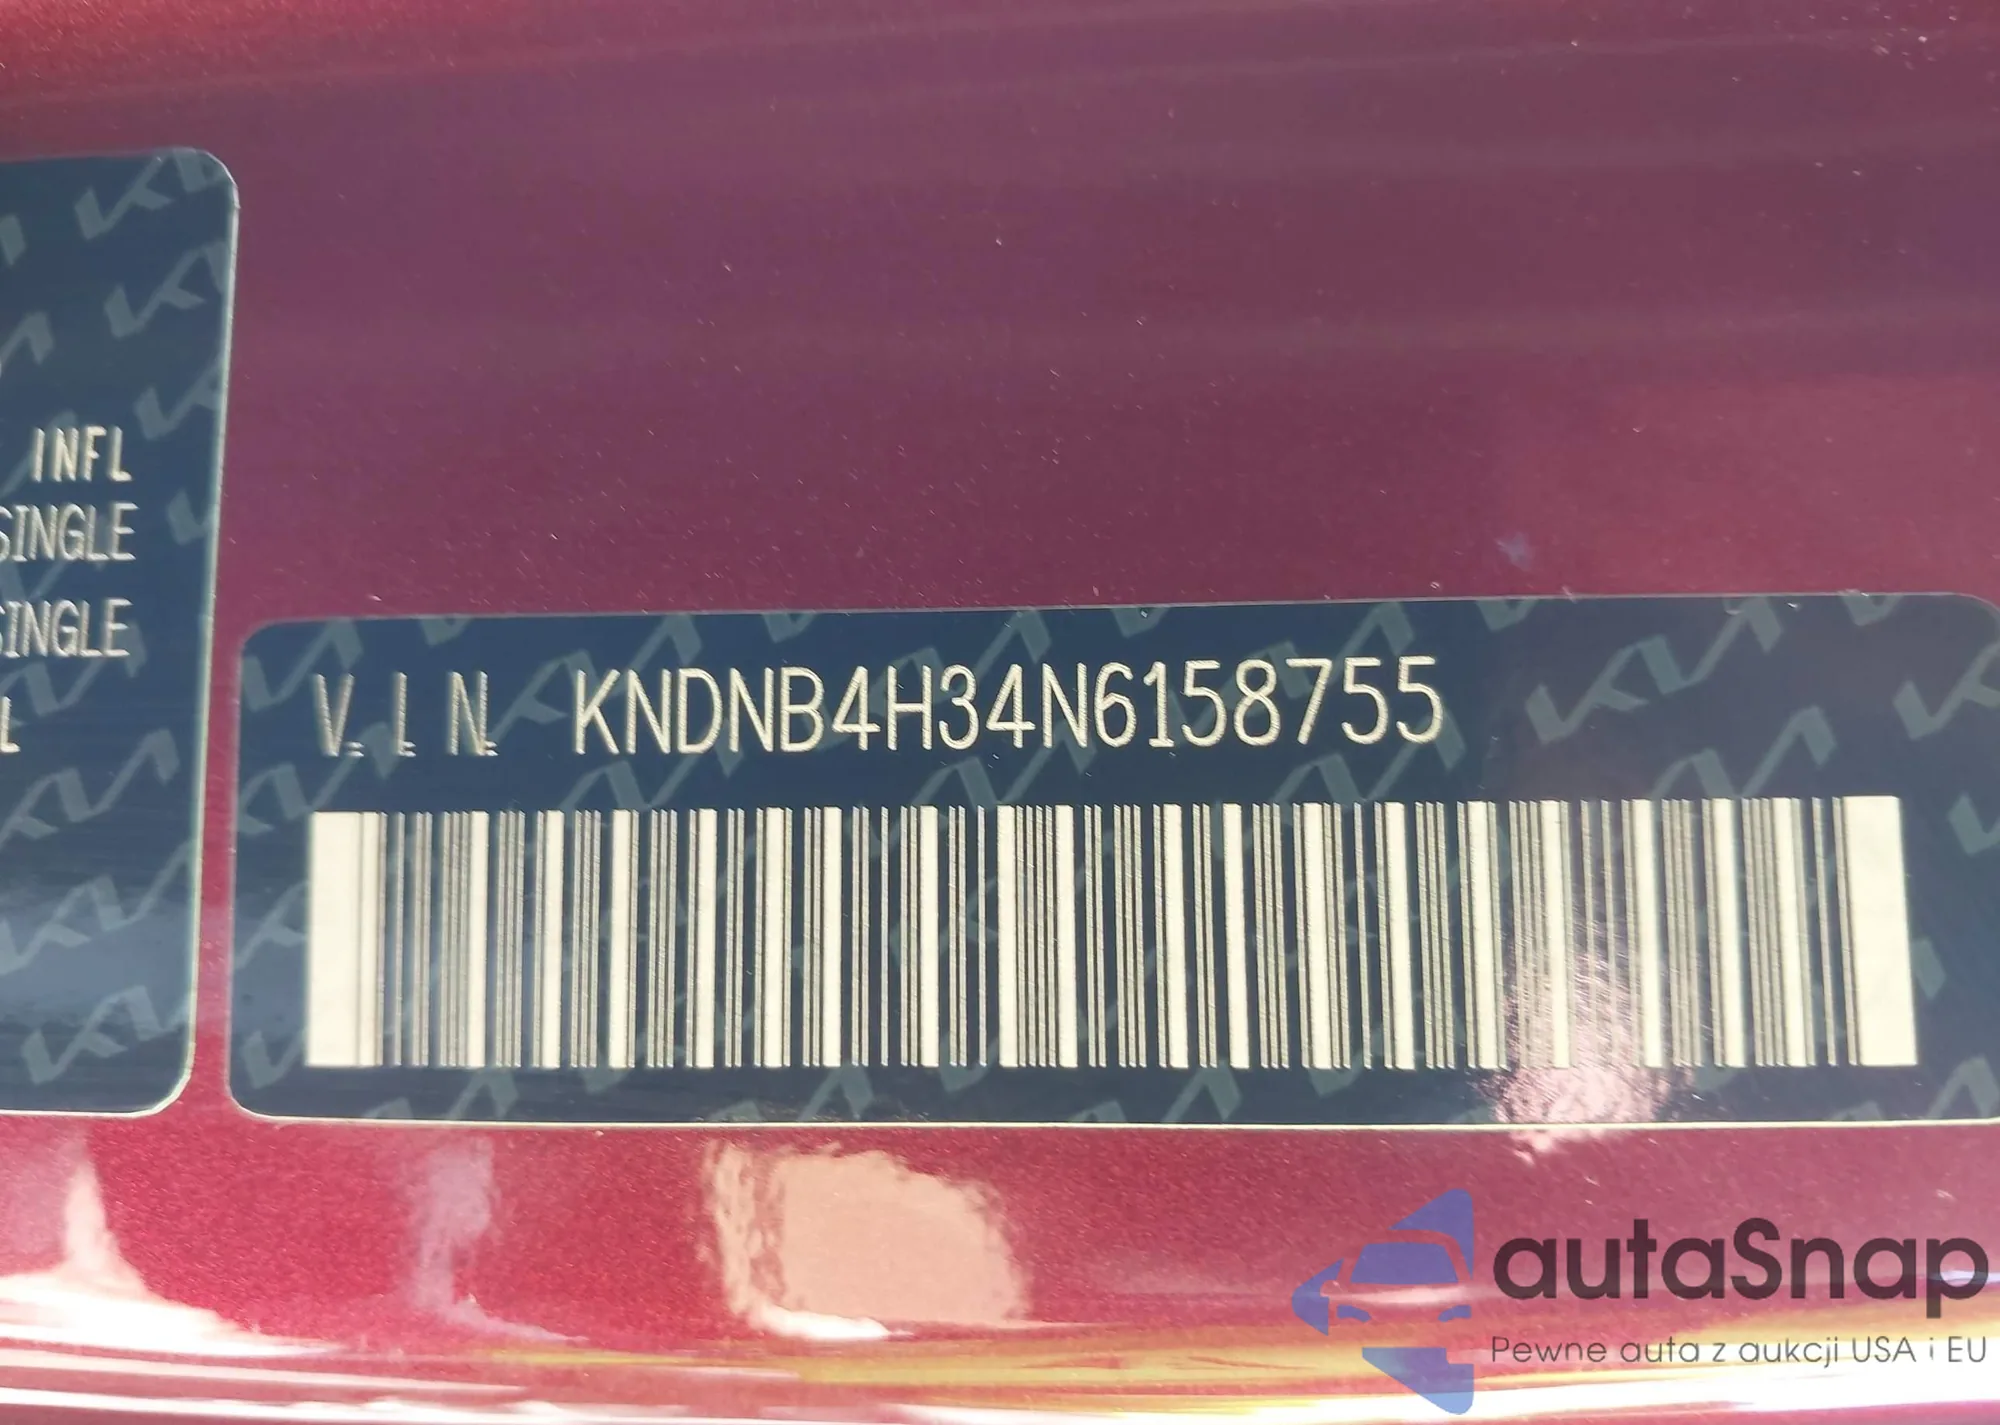 INFL
SINGLE
SINGLE
L
V.I.N. KNDNB4H34N6158755
autaSnap
Pewne auta z aukcji USA i EU